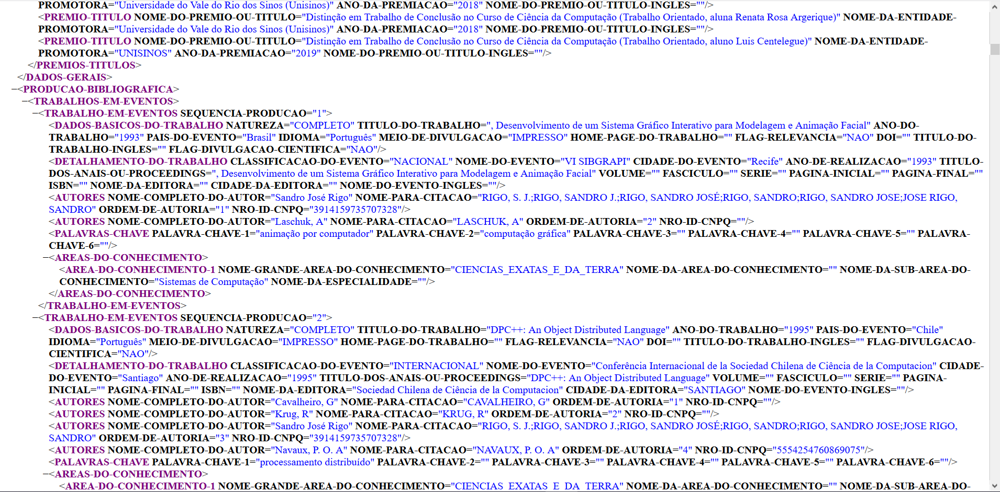 PROMOTORA="Universidade do Vale do Rio dos Sinos (Unisinos)" ANO-DA-PREMIACAO="2018" NOME-DO-PREMIO-OU-TITULO-INGLES=""/>
<PREMIO-TITULO NOME-DO-PREMIO-OU-TITULO="Distinção em Trabalho de Conclusão no Curso de Ciência da Computação (Trabalho Orientado, aluna Renata Rosa Argerique)" NOME-DA-ENTIDADE-
PROMOTORA="Universidade do Vale do Rio dos Sinos (Unisinos)" ANO-DA-PREMIACAO="2018" NOME-DO-PREMIO-OU-TITULO-INGLES=""/>
<PREMIO-TITULO NOME-DO-PREMIO-OU-TITULO="Distinção em Trabalho de Conclusão no Curso de Ciência da Computação (Trabalho Orientado, aluno Luis Centelegue)" NOME-DA-ENTIDADE-
PROMOTORA="UNISINOS" ANO-DA-PREMIACAO="2019" NOME-DO-PREMIO-OU-TITULO-INGLES=""/>
</PREMIOS-TITULOS>
</DADOS-GERAIS>
−<PRODUCAO-BIBLIOGRAFICA>
−<TRABALHOS-EM-EVENTOS>
−<TRABALHO-EM-EVENTOS SEQUENCIA-PRODUCAO="1">
<DADOS-BASICOS-DO-TRABALHO NATUREZA="COMPLETO" TITULO-DO-TRABALHO=", Desenvolvimento de um Sistema Gráfico Interativo para Modelagem e Animação Facial" ANO-DO-
TRABALHO="1993" PAIS-DO-EVENTO="Brasil" IDIOMA="Português" MEIO-DE-DIVULGACAO="IMPRESSO" HOME-PAGE-DO-TRABALHO="" FLAG-RELEVANCIA="NAO" DOI="" TITULO-DO-
TRABALHO-INGLES="" FLAG-DIVULGACAO-CIENTIFICA="NAO"/>
<DETALHAMENTO-DO-TRABALHO CLASSIFICACAO-DO-EVENTO="NACIONAL" NOME-DO-EVENTO="VI SIBGRAPI" CIDADE-DO-EVENTO="Recife" ANO-DE-REALIZACAO="1993" TITULO-
DOS-ANAIS-OU-PROCEEDINGS=", Desenvolvimento de um Sistema Gráfico Interativo para Modelagem e Animação Facial" VOLUME="" FASCICULO="" SERIE="" PAGINA-INICIAL="" PAGINA-FINAL=""
ISBN="" NOME-DA-EDITORA="" CIDADE-DA-EDITORA="" NOME-DO-EVENTO-INGLES=""/>
<AUTORES NOME-COMPLETO-DO-AUTOR="Sandro José Rigo" NOME-PARA-CITACAO="RIGO, S. J.;RIGO, SANDRO J.;RIGO, SANDRO JOSÉ;RIGO, SANDRO;RIGO, SANDRO JOSE;JOSE RIGO,
SANDRO" ORDEM-DE-AUTORIA="1" NRO-ID-CNPQ="3914159735707328"/>
<AUTORES NOME-COMPLETO-DO-AUTOR="Laschuk, A" NOME-PARA-CITACAO="LASCHUK, A" ORDEM-DE-AUTORIA="2" NRO-ID-CNPQ=""/>
<PALAVRAS-CHAVE PALAVRA-CHAVE-1="animação por computador" PALAVRA-CHAVE-2="computação gráfica" PALAVRA-CHAVE-3="" PALAVRA-CHAVE-4="" PALAVRA-CHAVE-5="" PALAVRA-
CHAVE-6=""/>
−<AREAS-DO-CONHECIMENTO>
<AREA-DO-CONHECIMENTO-1 NOME-GRANDE-AREA-DO-CONHECIMENTO="CIENCIAS_EXATAS_E_DA_TERRA" NOME-DA-AREA-DO-CONHECIMENTO="" NOME-DA-SUB-AREA-DO-
CONHECIMENTO="Sistemas de Computação" NOME-DA-ESPECIALIDADE=""/>
</AREAS-DO-CONHECIMENTO>
</TRABALHO-EM-EVENTOS>
−<TRABALHO-EM-EVENTOS SEQUENCIA-PRODUCAO="2">
<DADOS-BASICOS-DO-TRABALHO NATUREZA="COMPLETO" TITULO-DO-TRABALHO="DPC++: An Object Distributed Language" ANO-DO-TRABALHO="1995" PAIS-DO-EVENTO="Chile"
IDIOMA="Português" MEIO-DE-DIVULGACAO="IMPRESSO" HOME-PAGE-DO-TRABALHO="" FLAG-RELEVANCIA="NAO" DOI="" TITULO-DO-TRABALHO-INGLES="" FLAG-DIVULGACAO-
CIENTIFICA="NAO"/>
<DETALHAMENTO-DO-TRABALHO CLASSIFICACAO-DO-EVENTO="INTERNACIONAL" NOME-DO-EVENTO="Conferência Internacional de la Sociedad Chilena de Ciência de la Computacion" CIDADE-
DO-EVENTO="Santiago" ANO-DE-REALIZACAO="1995" TITULO-DOS-ANAIS-OU-PROCEEDINGS="DPC++: An Object Distributed Language" VOLUME="" FASCICULO="" SERIE="" PAGINA-
INICIAL="" PAGINA-FINAL="" ISBN="" NOME-DA-EDITORA="Sociedad Chilena de Ciência de la Computacion" CIDADE-DA-EDITORA="SANTIAGO" NOME-DO-EVENTO-INGLES=""/>
<AUTORES NOME-COMPLETO-DO-AUTOR="Cavalheiro, G" NOME-PARA-CITACAO="CAVALHEIRO, G" ORDEM-DE-AUTORIA="1" NRO-ID-CNPQ=""/>
<AUTORES NOME-COMPLETO-DO-AUTOR="Krug, R" NOME-PARA-CITACAO="KRUG, R" ORDEM-DE-AUTORIA="2" NRO-ID-CNPQ=""/>
<AUTORES NOME-COMPLETO-DO-AUTOR="Sandro José Rigo" NOME-PARA-CITACAO="RIGO, S. J.;RIGO, SANDRO J.;RIGO, SANDRO JOSÉ;RIGO, SANDRO;RIGO, SANDRO JOSE;JOSE RIGO,
SANDRO" ORDEM-DE-AUTORIA="3" NRO-ID-CNPQ="3914159735707328"/>
<AUTORES NOME-COMPLETO-DO-AUTOR="Navaux, P. O. A" NOME-PARA-CITACAO="NAVAUX, P. O. A" ORDEM-DE-AUTORIA="4" NRO-ID-CNPQ="5554254760869075"/>
<PALAVRAS-CHAVE PALAVRA-CHAVE-1="processamento distribuído" PALAVRA-CHAVE-2="" PALAVRA-CHAVE-3="" PALAVRA-CHAVE-4="" PALAVRA-CHAVE-5="" PALAVRA-CHAVE-6=""/>
−<AREAS-DO-CONHECIMENTO>
<AREA-DO-CONHECIMENTO-1 NOME-GRANDE-AREA-DO-CONHECIMENTO="CIENCIAS_EXATAS_E_DA_TERRA" NOME-DA-AREA-DO-CONHECIMENTO="" NOME-DA-SUB-AREA-DO-